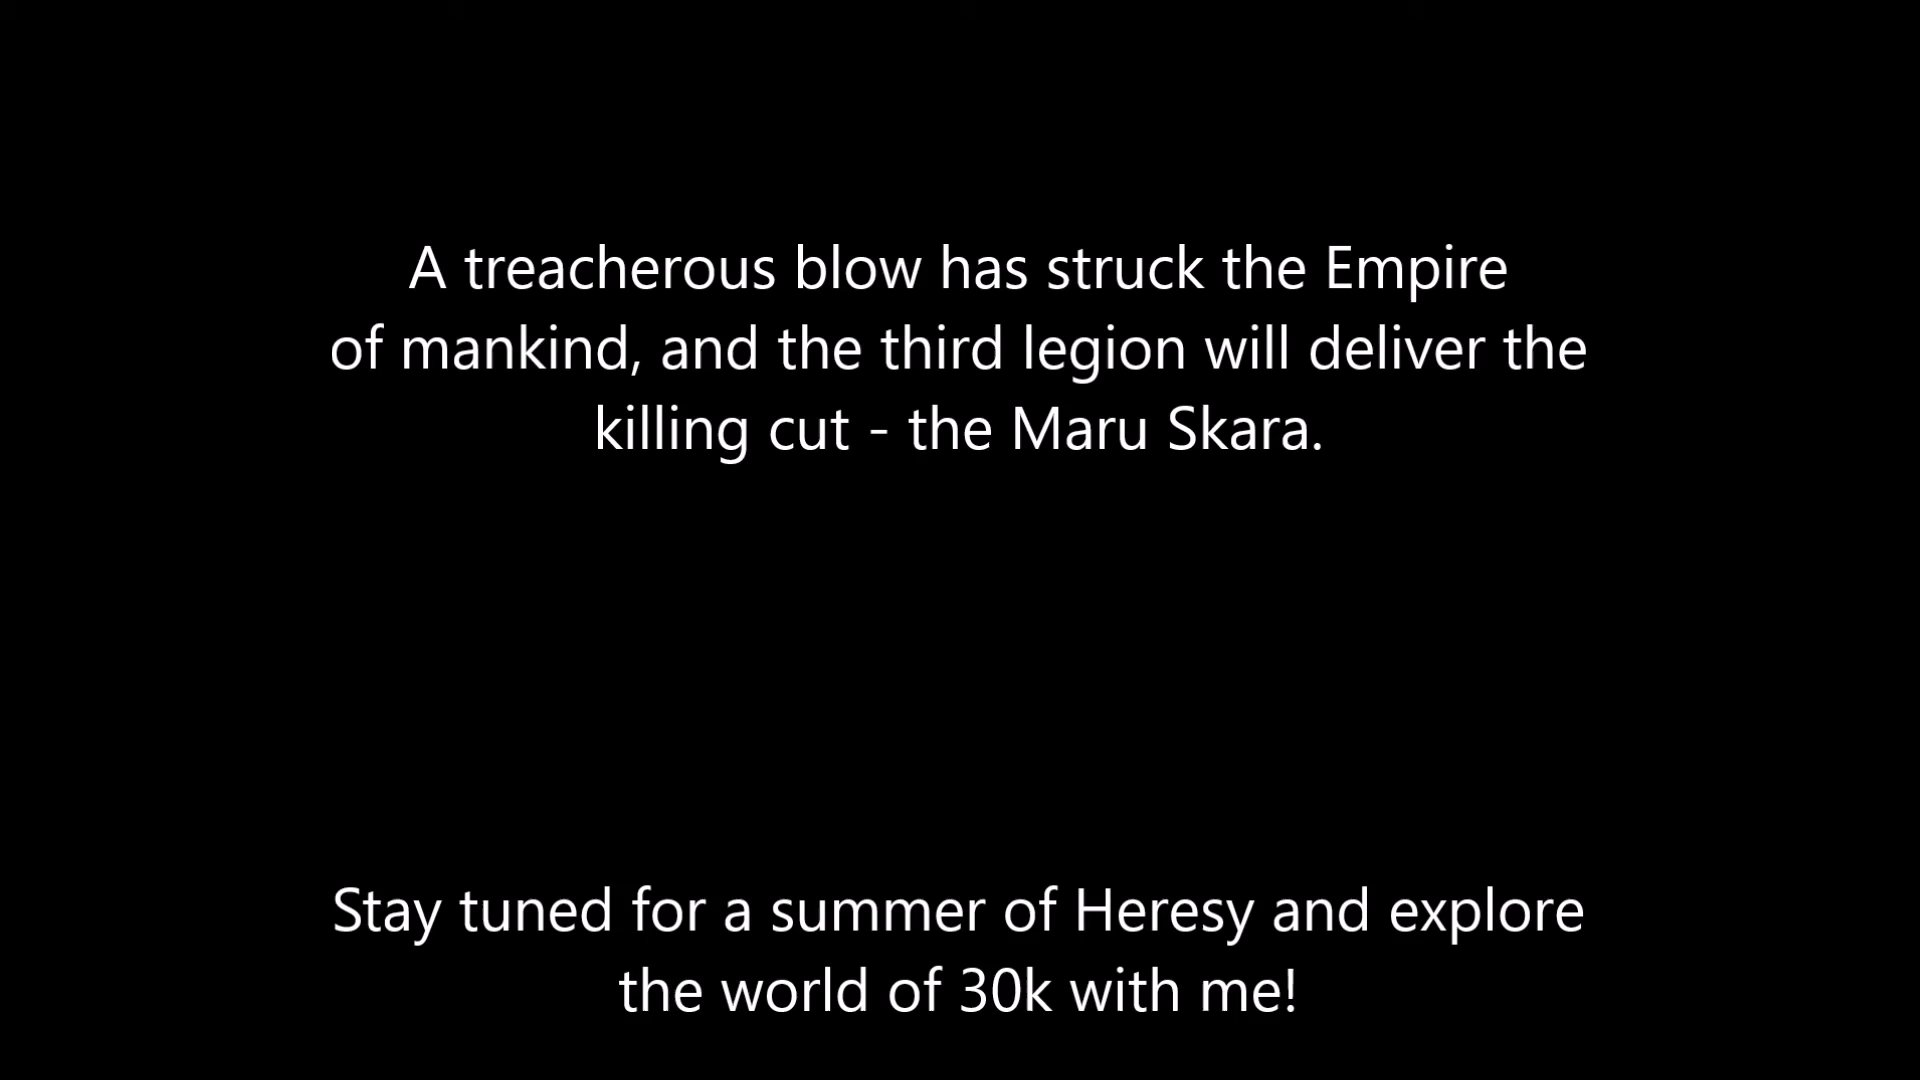 A treacherous blow has struck the Empire
of mankind, and the third legion will deliver the
killing cut - the Maru Skara.
Stay tuned for a summer of Heresy and explore
the world of 30k with me!